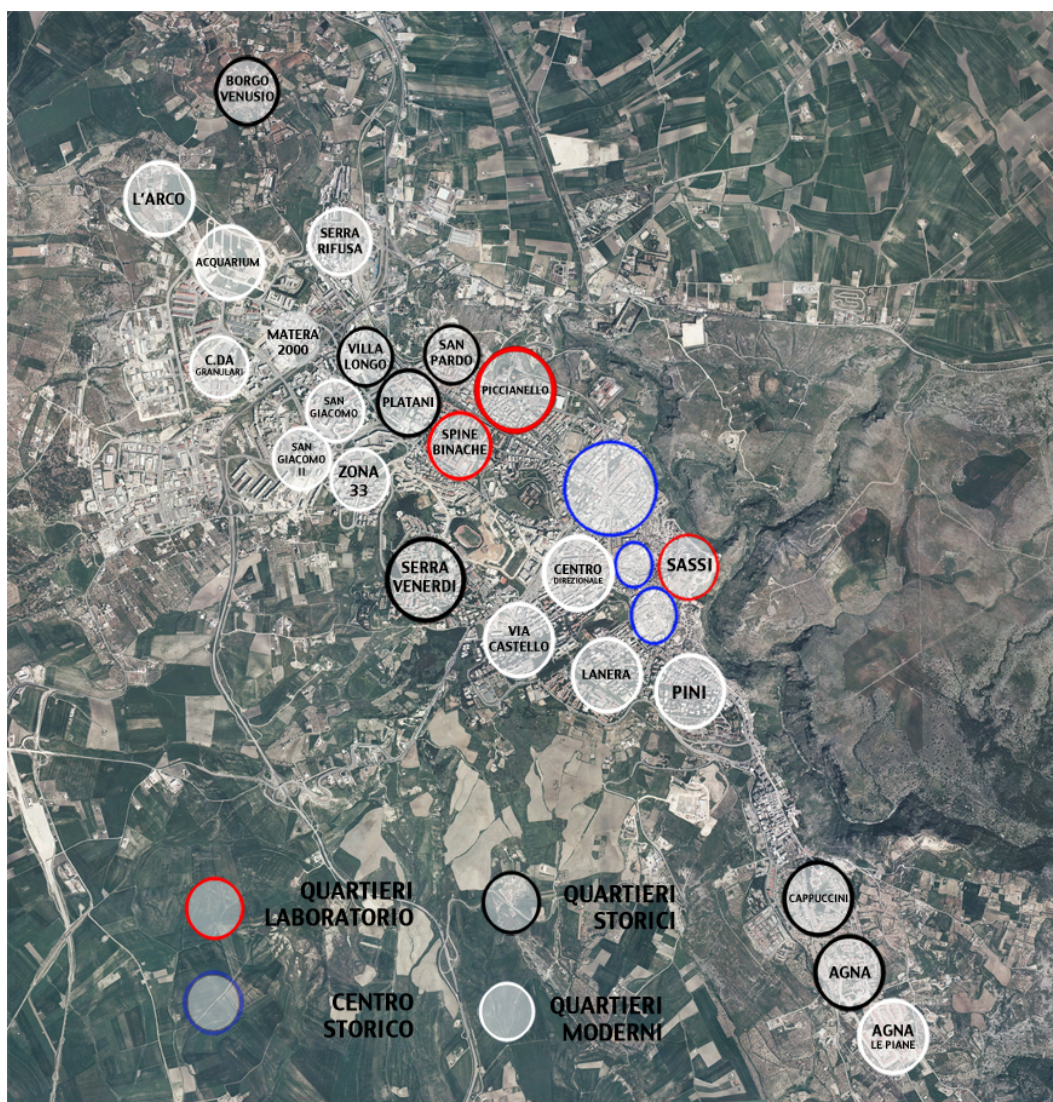 BORGO
VENUSIO
L'ARCO
SERRA
RIFUSA
ACQUARIUM
MATERA
2000
VILLA
LONGO
SAN
PARDO
C.DA
GRANULARI
PICCIANELLO
SAN
GIACOMO
PLATANI
SPINE
BINACHE
SAN
GIACOMO
II
ZONA
33
SERRA
VENERDI
CENTRO
DIREZIONALE
SASSI
VIA
CASTELLO
LANERA
PINI
CAPPUCCINI
AGNA
AGNA
LE PIANE
QUARTIERI
LABORATORIO
QUARTIERI
STORICI
CENTRO
STORICO
QUARTIERI
MODERNI